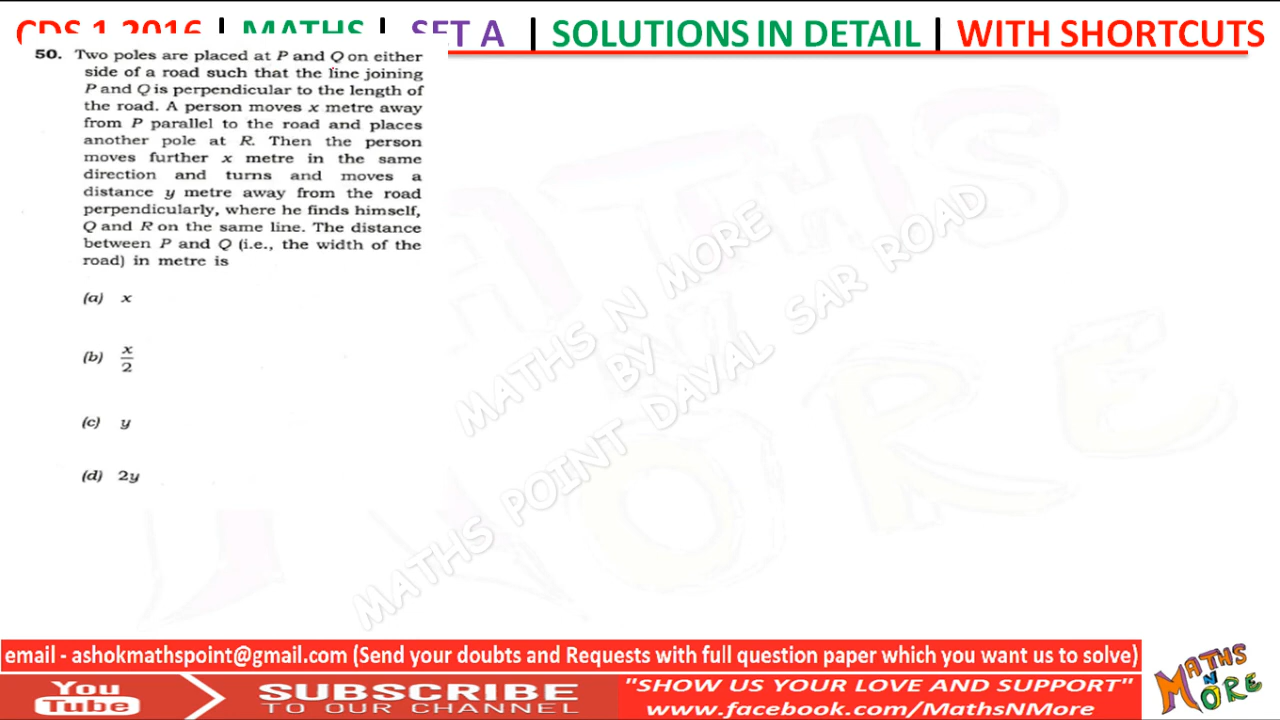 CDS 1 2016 | MATHS | SET A | SOLUTIONS IN DETAIL | WITH SHORTCUTS
50. Two poles are placed at P and Q on either
side of a road such that the line joining
P and Q is perpendicular to the length of
the road. A person moves x metre away
from P parallel to the road and places
another pole at R. Then the person
moves further x metre in the same
direction and turns and moves a
distance y metre away from the road
perpendicularly, where he finds himself,
Q and R on the same line. The distance
between P and Q (i.e., the width of the
road) in metre is
(a) x
(b) x/2
(c) y
(d) 2y
MATHS N MORE
BY
MATHS POINT DAYAL SAR ROAD
MATHS
N
MORE
email - ashokmathspoint@gmail.com (Send your doubts and Requests with full question paper which you want us to solve)
You
Tube
SUBSCRIBE
TO OUR CHANNEL
"SHOW US YOUR LOVE AND SUPPORT"
www.facebook.com/MathsNMore
MATHS
N
MORE